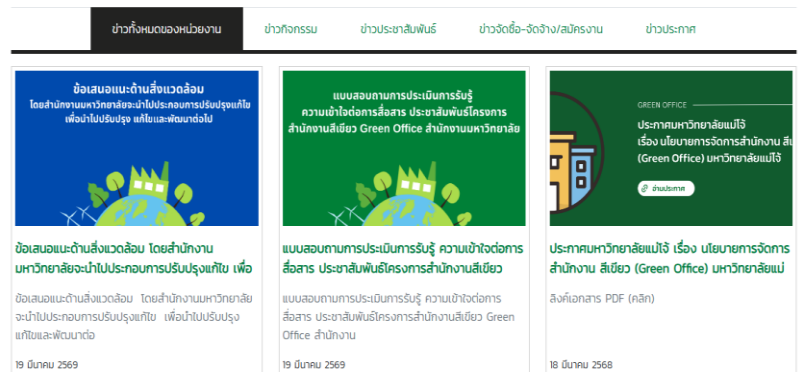 ข่าวทั้งหมดของหน่วยงาน
ข่าวกิจกรรม
ข่าวประชาสัมพันธ์
ข่าวจัดซื้อ-จัดจ้าง/สมัครงาน
ข่าวประกาศ
ข้อเสนอแนะด้านสิ่งแวดล้อม
โดยสำนักงานมหาวิทยาลัยจะนำไปประกอบการปรับปรุงแก้ไข
เพื่อนำไปปรับปรุง แก้ไขและพัฒนาต่อไป
ข้อเสนอแนะด้านสิ่งแวดล้อม โดยสำนักงาน
มหาวิทยาลัยจะนำไปประกอบการปรับปรุงแก้ไข เพื่อ
ข้อเสนอแนะด้านสิ่งแวดล้อม โดยสำนักงานมหาวิทยาลัย
จะนำไปประกอบการปรับปรุงแก้ไข เพื่อนำไปปรับปรุง
แก้ไขและพัฒนาต่อ
19 มีนาคม 2569
แบบสอบถามการประเมินการรับรู้
ความเข้าใจต่อการสื่อสาร ประชาสัมพันธ์โครงการ
สำนักงานสีเขียว Green Office สำนักงานมหาวิทยาลัย
แบบสอบถามการประเมินการรับรู้ ความเข้าใจต่อการ
สื่อสาร ประชาสัมพันธ์โครงการสำนักงานสีเขียว
แบบสอบถามการประเมินการรับรู้ ความเข้าใจต่อการ
สื่อสาร ประชาสัมพันธ์โครงการสำนักงานสีเขียว Green
Office สำนักงาน
19 มีนาคม 2569
GREEN OFFICE
ประกาศมหาวิทยาลัยแม่โจ้
เรื่อง นโยบายการจัดการสำนักงาน สี
(Green Office) มหาวิทยาลัยแม่โจ้
อ่านประกาศ
ประกาศมหาวิทยาลัยแม่โจ้ เรื่อง นโยบายการจัดการ
สำนักงาน สีเขียว (Green Office) มหาวิทยาลัยแม่
ลิงค์เอกสาร PDF (คลิก)
18 มีนาคม 2568